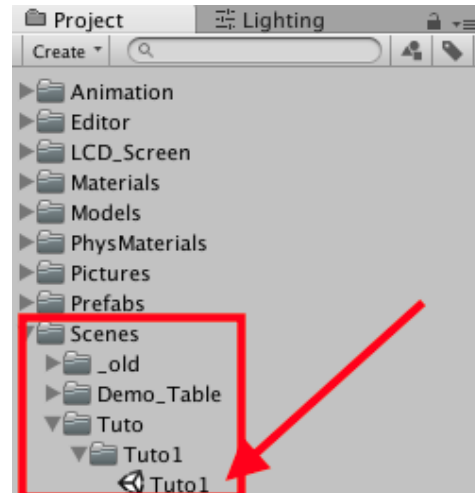 Project Lighting
Create
Animation
Editor
LCD_Screen
Materials
Models
PhysMaterials
Pictures
Prefabs
Scenes
_old
Demo_Table
Tuto
Tuto1
Tuto1